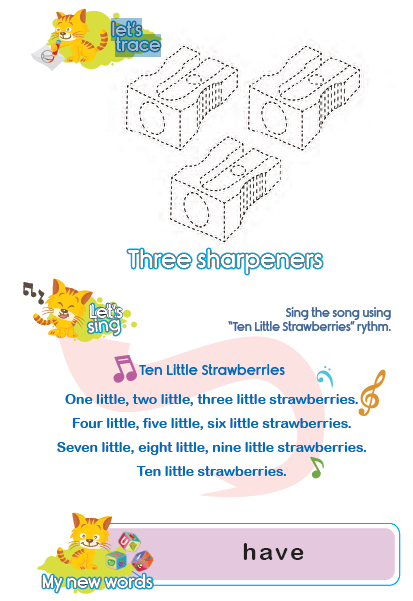 let's
trace
Three sharpeners
Let's
sing
Sing the song using
"Ten Little Strawberries" rythm.
Ten Little Strawberries
One little, two little, three little strawberries.
Four little, five little, six little strawberries.
Seven little, eight little, nine little strawberries.
Ten little strawberries.
My new words
have